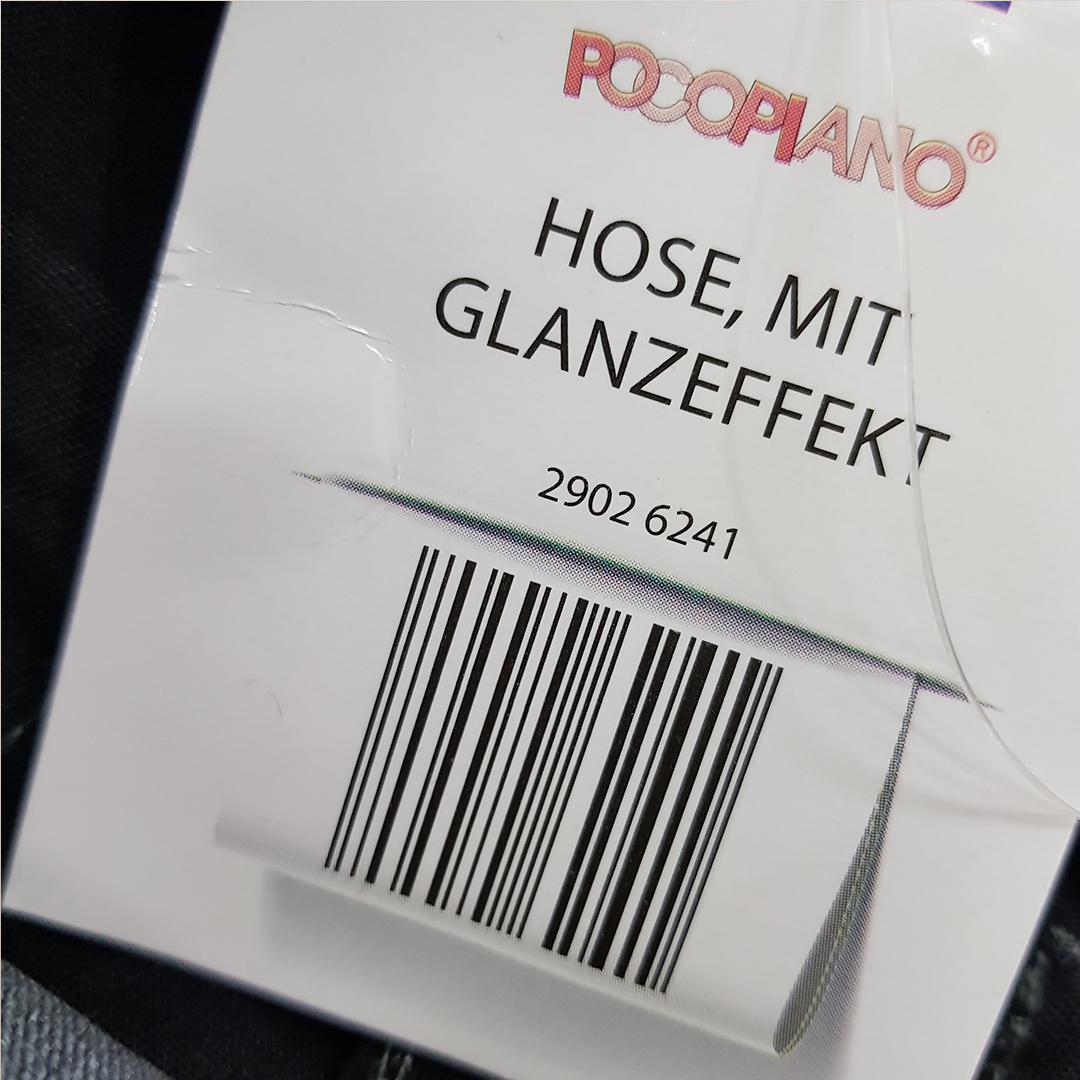 POCOPIANO®
HOSE, MIT
GLANZEFFEKT
2902 6241